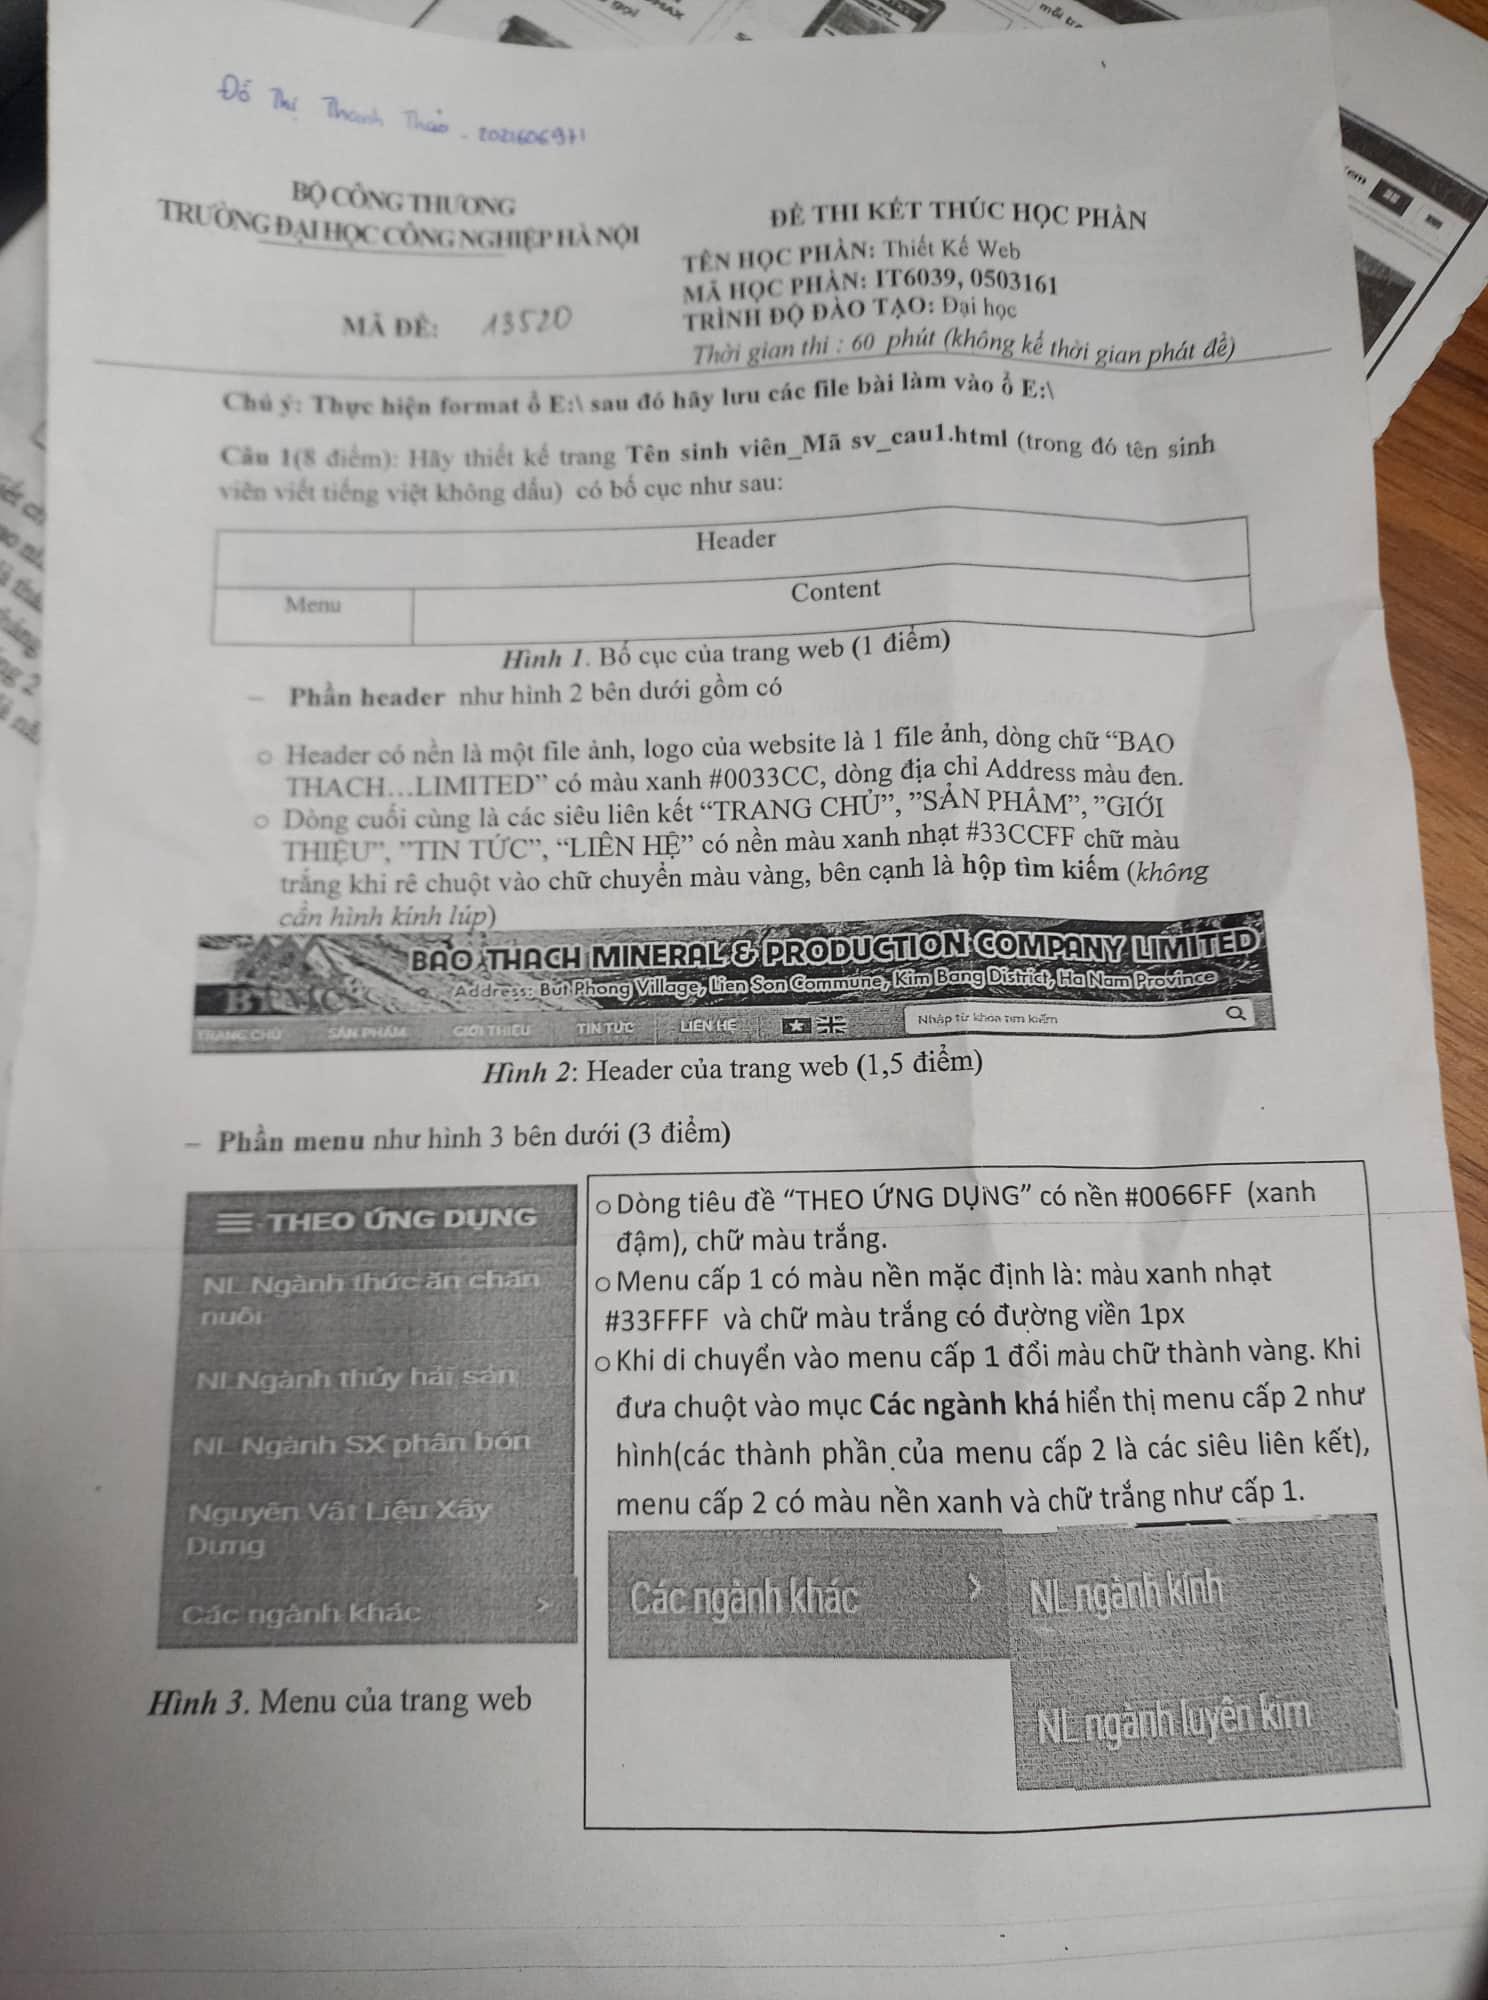 Đỗ Thị Thanh Thảo - 2021606971
BỘ CÔNG THƯƠNG
TRƯỜNG ĐẠI HỌC CÔNG NGHIỆP HÀ NỘI
MÃ ĐỀ: 13520
ĐỀ THI KẾT THÚC HỌC PHẦN
TÊN HỌC PHẦN: Thiết Kế Web
MÃ HỌC PHẦN: IT6039, 0503161
TRÌNH ĐỘ ĐÀO TẠO: Đại học
Thời gian thi : 60 phút (không kể thời gian phát đề)
Chú ý: Thực hiện format ổ E:\ sau đó hãy lưu các file bài làm vào ổ E:\
Câu 1(8 điểm): Hãy thiết kế trang Tên sinh viên_Mã sv_cau1.html (trong đó tên sinh
viên viết tiếng việt không dấu) có bố cục như sau:
Header
Menu
Content
Hình 1. Bố cục của trang web (1 điểm)
– Phần header như hình 2 bên dưới gồm có
○ Header có nền là một file ảnh, logo của website là 1 file ảnh, dòng chữ “BAO
THACH…LIMITED” có màu xanh #0033CC, dòng địa chỉ Address màu đen.
○ Dòng cuối cùng là các siêu liên kết “TRANG CHỦ”, ”SẢN PHẨM”, ”GIỚI
THIỆU”, ”TIN TỨC”, “LIÊN HỆ” có nền màu xanh nhạt #33CCFF chữ màu
trắng khi rê chuột vào chữ chuyển màu vàng, bên cạnh là hộp tìm kiếm (không
cần hình kính lúp)
BAO THACH MINERAL & PRODUCTION COMPANY LIMITED
Address: But Phong Village, Lien Son Commune, Kim Bang District, Ha Nam Province
BTPMC
TRANG CHỦ SẢN PHẨM GIỚI THIỆU TIN TỨC LIÊN HỆ Nhập từ khóa tìm kiếm
Hình 2: Header của trang web (1,5 điểm)
– Phần menu như hình 3 bên dưới (3 điểm)
THEO ỨNG DỤNG
NL Ngành thức ăn chăn
nuôi
NL Ngành thủy hải sản
NL Ngành SX phân bón
Nguyên Vật Liệu Xây
Dựng
Các ngành khác >
Hình 3. Menu của trang web
○ Dòng tiêu đề “THEO ỨNG DỤNG” có nền #0066FF (xanh
đậm), chữ màu trắng.
○ Menu cấp 1 có màu nền mặc định là: màu xanh nhạt
#33FFFF và chữ màu trắng có đường viền 1px
○ Khi di chuyển vào menu cấp 1 đổi màu chữ thành vàng. Khi
đưa chuột vào mục Các ngành khá hiển thị menu cấp 2 như
hình(các thành phần của menu cấp 2 là các siêu liên kết),
menu cấp 2 có màu nền xanh và chữ trắng như cấp 1.
Các ngành khác > NL ngành kính
NL ngành luyện kim